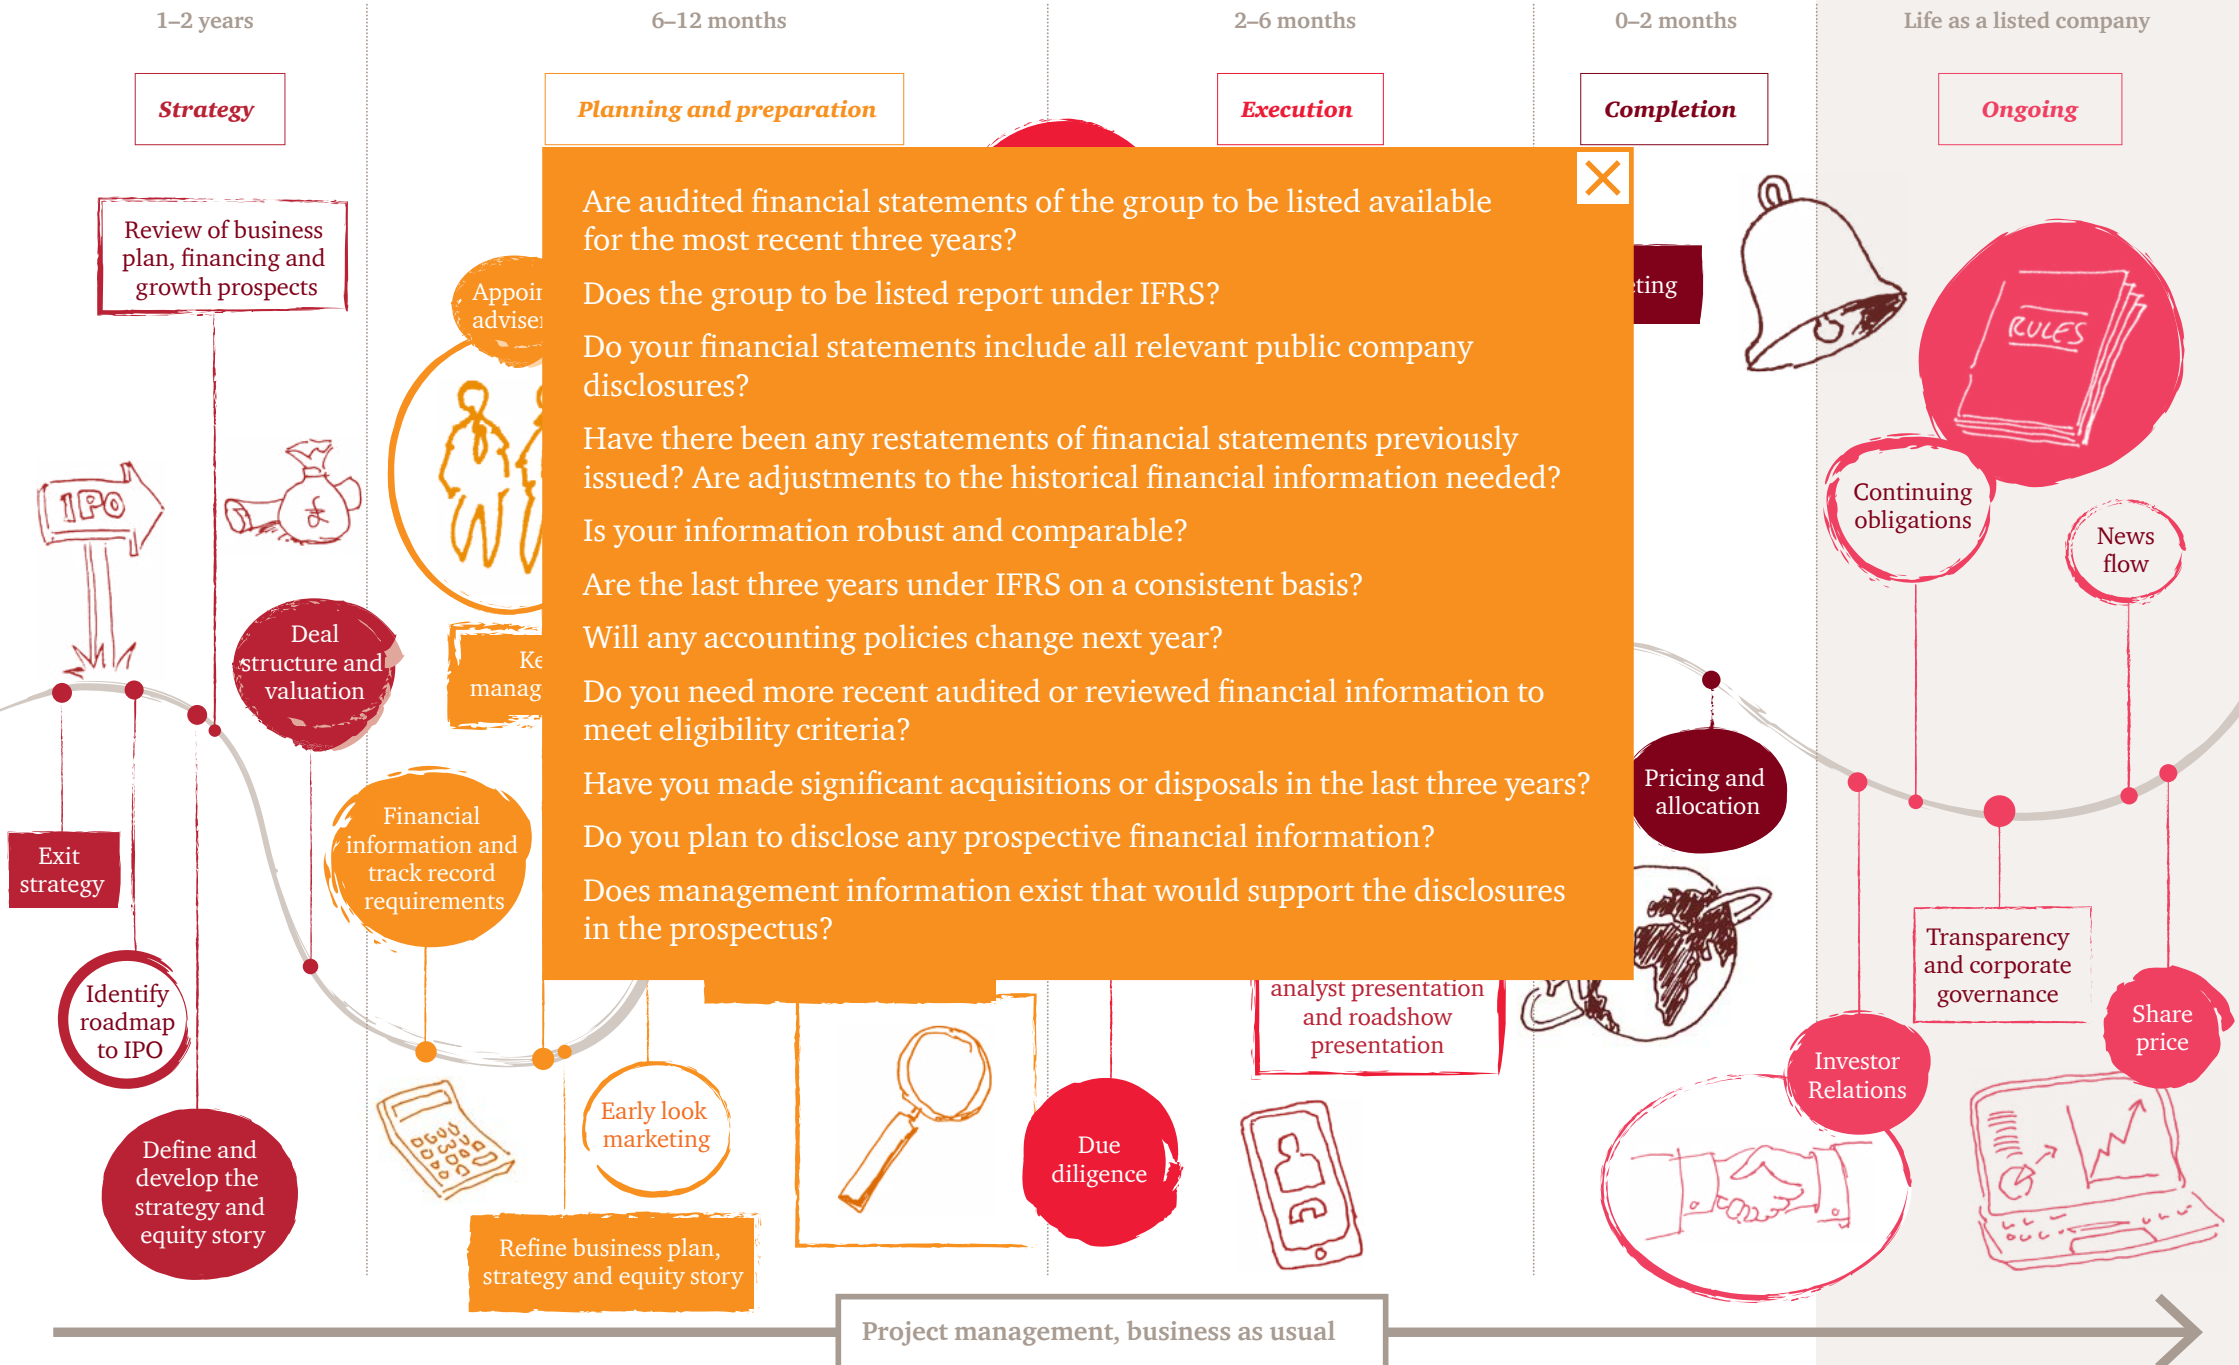 1–2 years
6–12 months
2–6 months
0–2 months
Life as a listed company
Strategy
Planning and preparation
Execution
Completion
Ongoing
Review of business
plan, financing and
growth prospects
IPO
Deal
structure and
valuation
Exit
strategy
Identify
roadmap
to IPO
Define and
develop the
strategy and
equity story
Financial
information and
track record
requirements
Early look
marketing
Refine business plan,
strategy and equity story
Are audited financial statements of the group to be listed available
for the most recent three years?
Does the group to be listed report under IFRS?
Do your financial statements include all relevant public company
disclosures?
Have there been any restatements of financial statements previously
issued? Are adjustments to the historical financial information needed?
Is your information robust and comparable?
Are the last three years under IFRS on a consistent basis?
Will any accounting policies change next year?
Do you need more recent audited or reviewed financial information to
meet eligibility criteria?
Have you made significant acquisitions or disposals in the last three years?
Do you plan to disclose any prospective financial information?
Does management information exist that would support the disclosures
in the prospectus?
analyst presentation
and roadshow
presentation
Due
diligence
Pricing and
allocation
RULES
Continuing
obligations
News
flow
Transparency
and corporate
governance
Share
price
Investor
Relations
Project management, business as usual